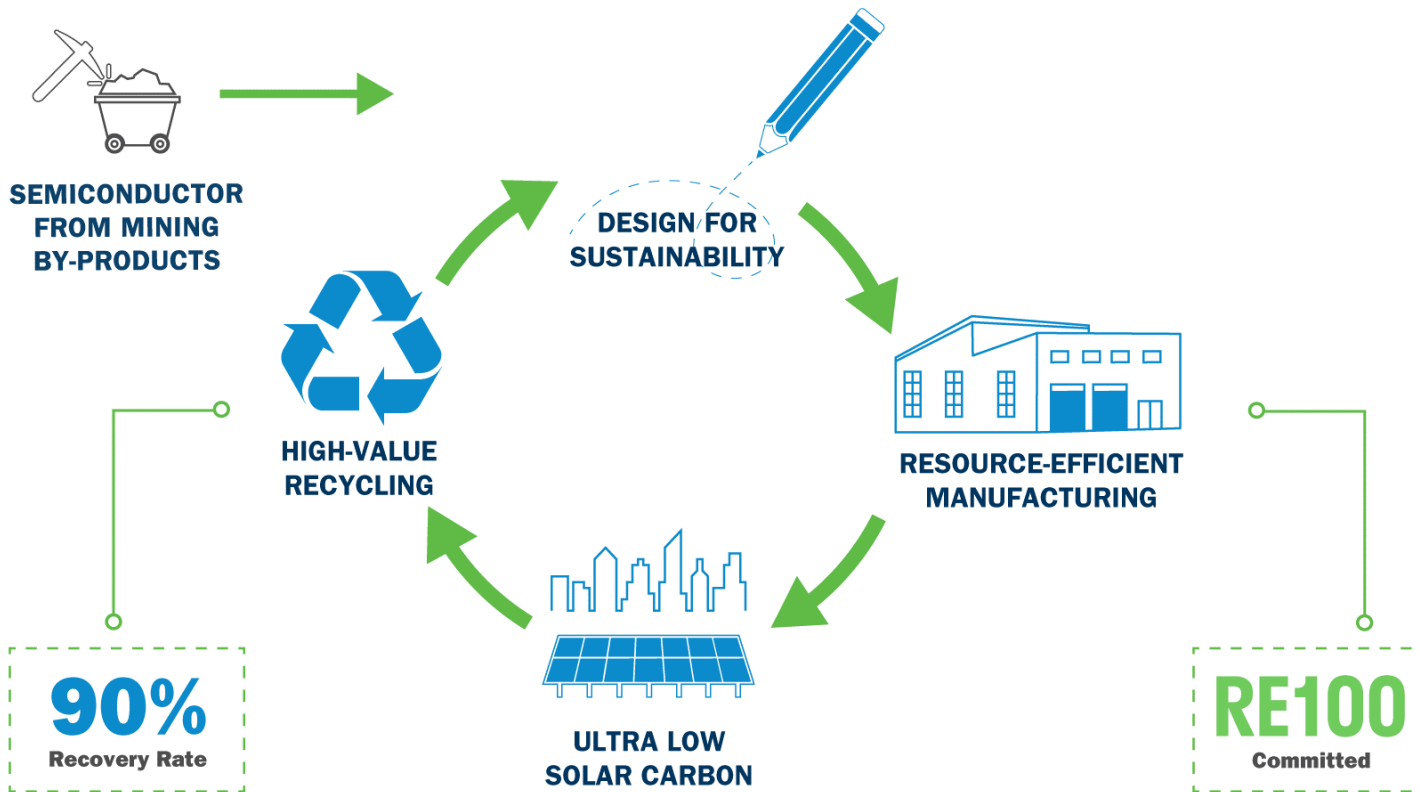 SEMICONDUCTOR
FROM MINING
BY-PRODUCTS
DESIGN FOR
SUSTAINABILITY
HIGH-VALUE
RECYCLING
RESOURCE-EFFICIENT
MANUFACTURING
ULTRA LOW
SOLAR CARBON
90%
Recovery Rate
RE100
Committed